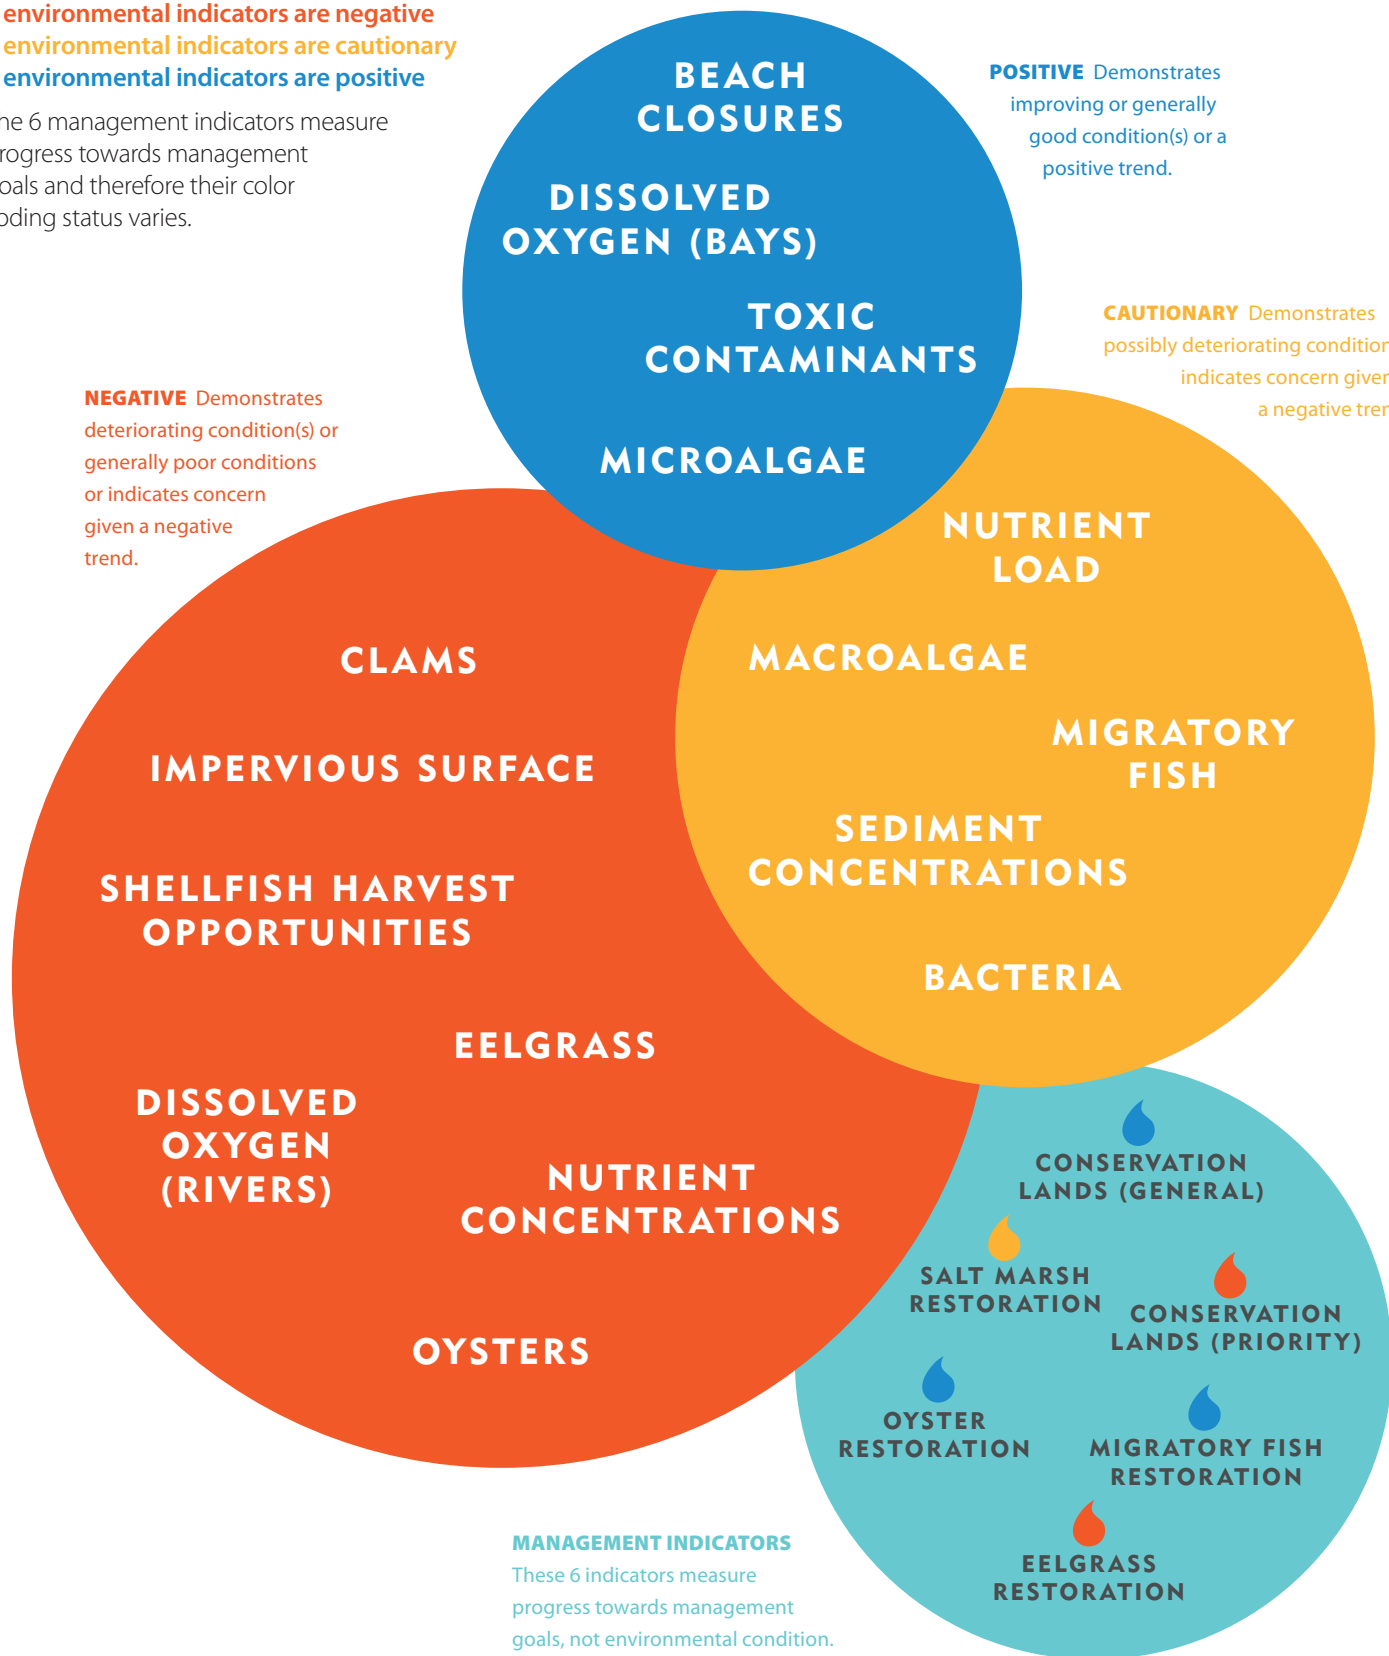 environmental indicators are negative
environmental indicators are cautionary
environmental indicators are positive
he 6 management indicators measure
rogress towards management
oals and therefore their color
oding status varies.
BEACH
CLOSURES
DISSOLVED
OXYGEN (BAYS)
TOXIC
CONTAMINANTS
MICROALGAE
POSITIVE Demonstrates
improving or generally
good condition(s) or a
positive trend.
CAUTIONARY Demonstrates
possibly deteriorating condition
indicates concern given
a negative tren
NEGATIVE Demonstrates
deteriorating condition(s) or
generally poor conditions
or indicates concern
given a negative
trend.
NUTRIENT
LOAD
MACROALGAE
MIGRATORY
FISH
SEDIMENT
CONCENTRATIONS
BACTERIA
CLAMS
IMPERVIOUS SURFACE
SHELLFISH HARVEST
OPPORTUNITIES
EELGRASS
DISSOLVED
OXYGEN
(RIVERS)
NUTRIENT
CONCENTRATIONS
OYSTERS
CONSERVATION
LANDS (GENERAL)
SALT MARSH
RESTORATION
CONSERVATION
LANDS (PRIORITY)
OYSTER
RESTORATION
MIGRATORY FISH
RESTORATION
EELGRASS
RESTORATION
MANAGEMENT INDICATORS
These 6 indicators measure
progress towards management
goals, not environmental condition.